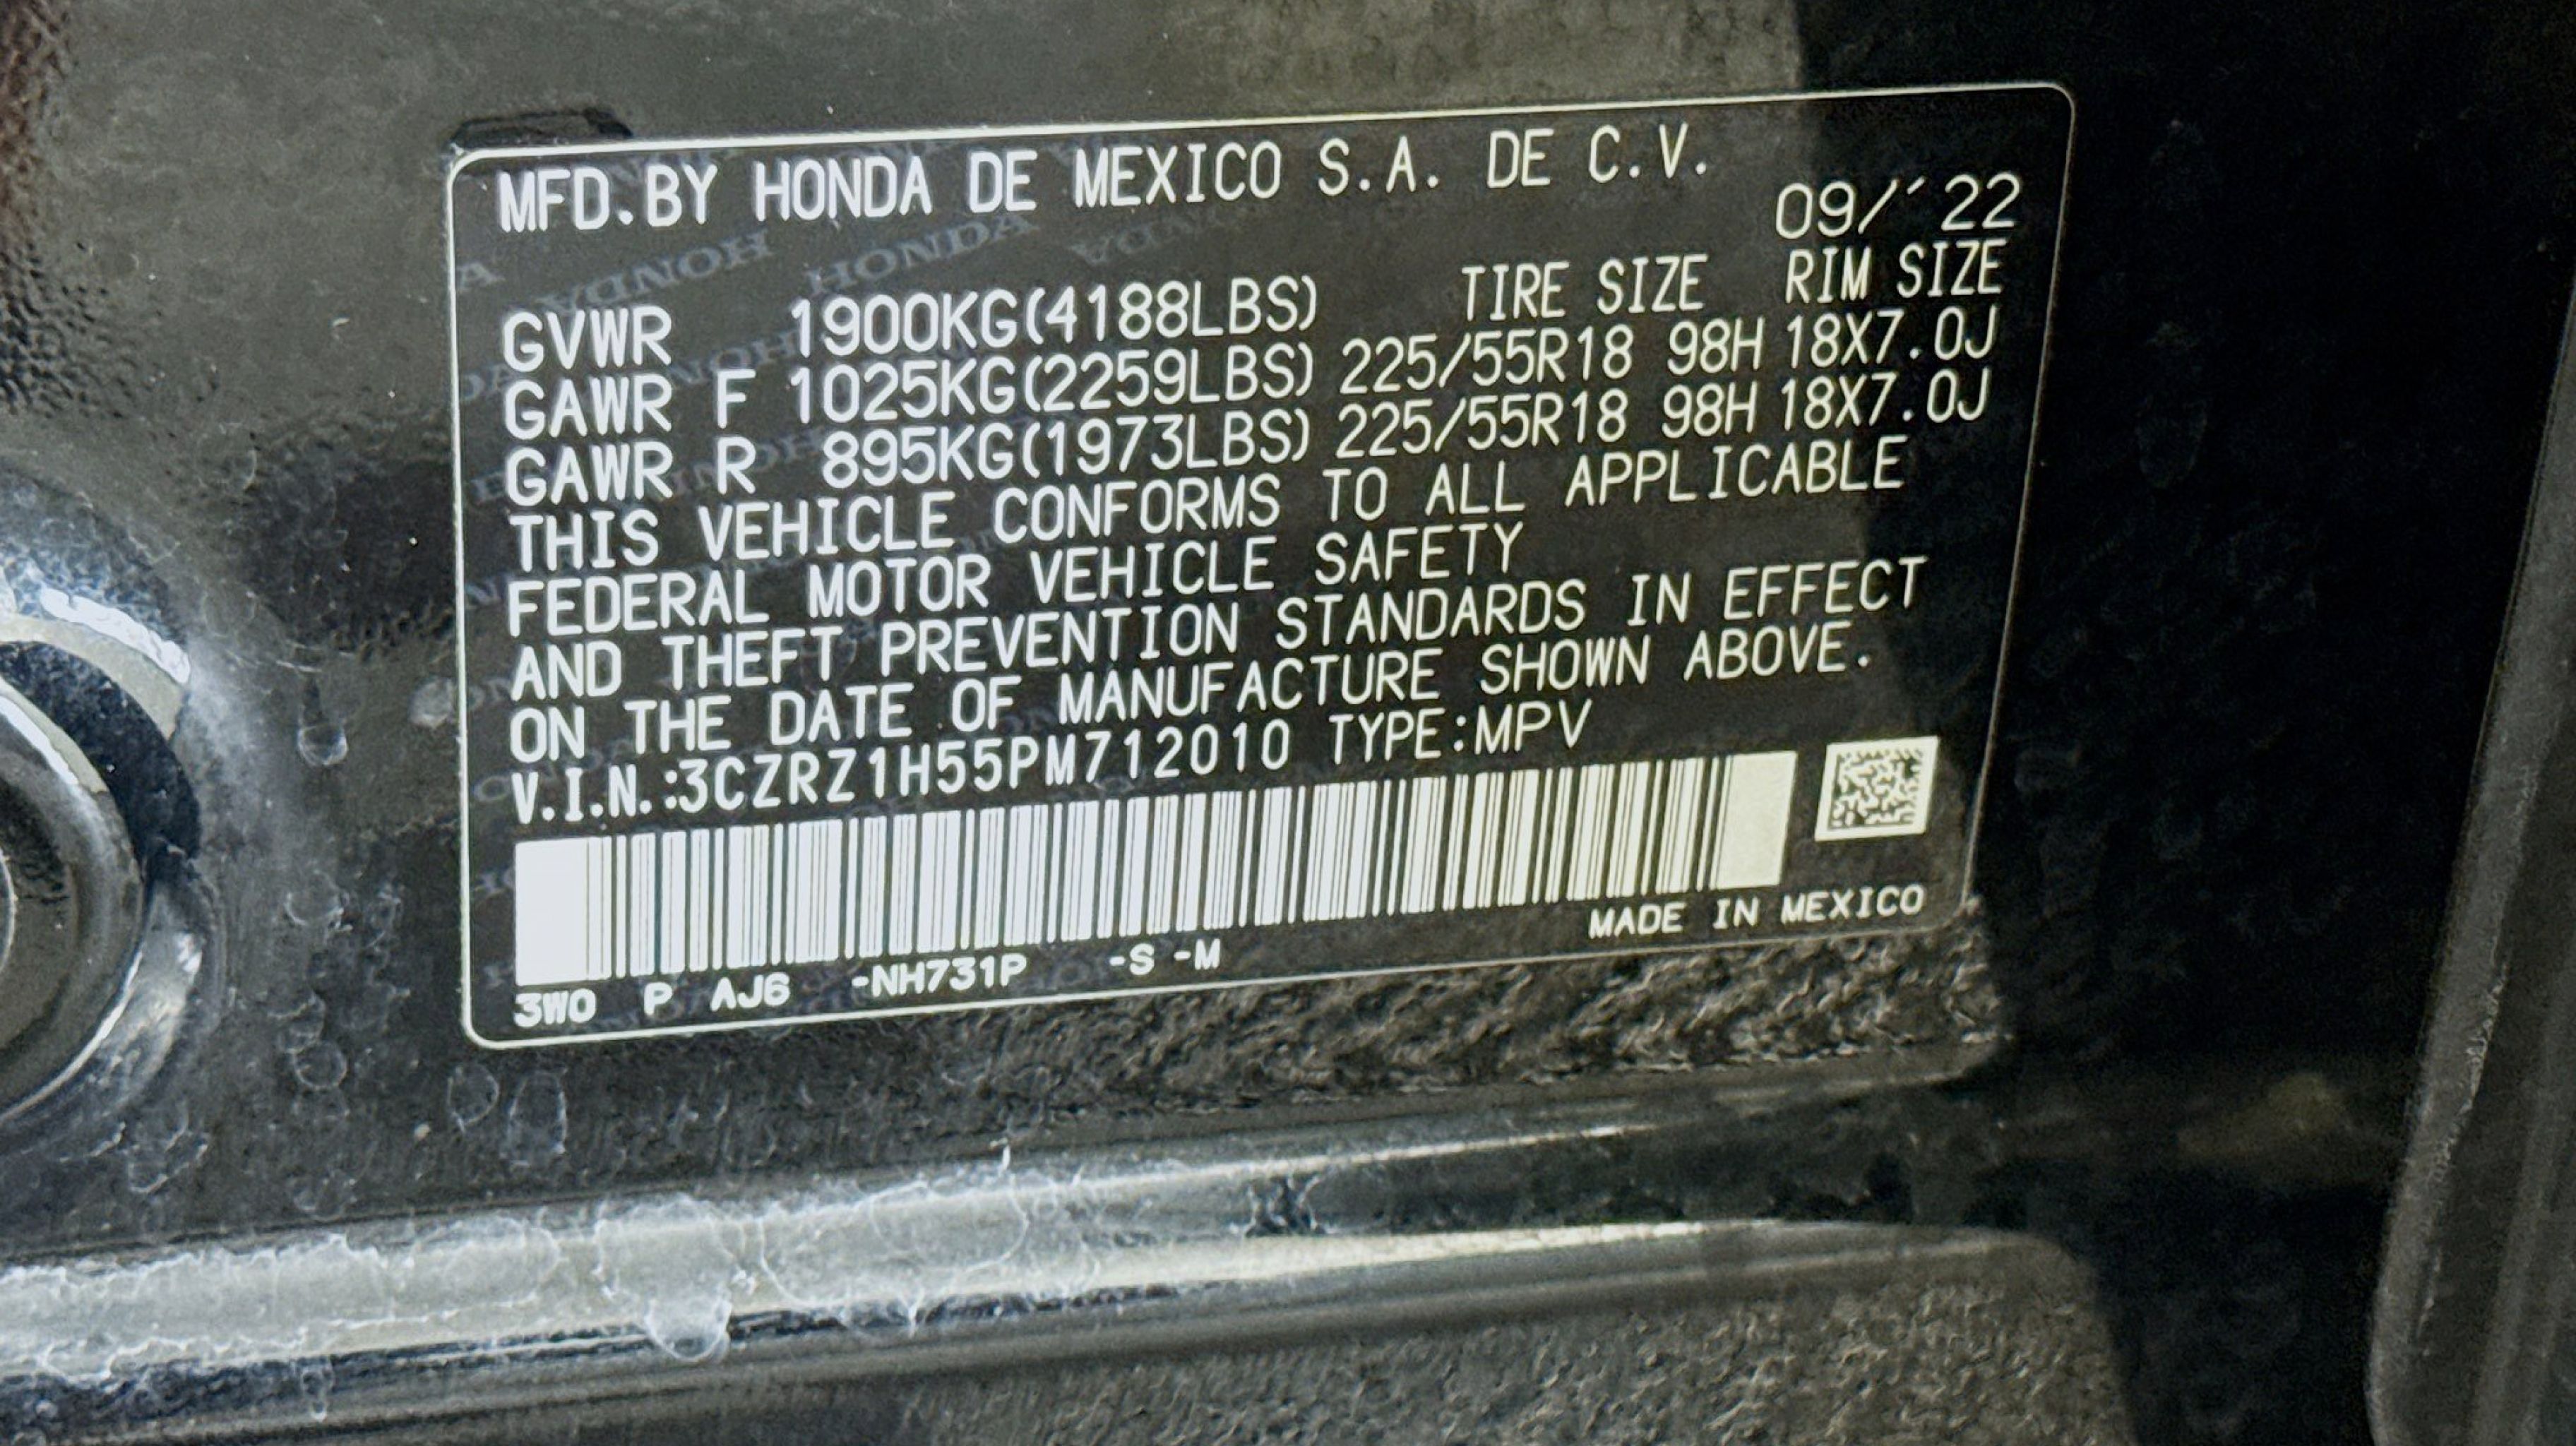 MFD.BY HONDA DE MEXICO S.A. DE C.V.
09/´22
TIRE SIZE RIM SIZE
GVWR 1900KG(4188LBS)
GAWR F 1025KG(2259LBS) 225/55R18 98H 18X7.0J
GAWR R 895KG(1973LBS) 225/55R18 98H 18X7.0J
THIS VEHICLE CONFORMS TO ALL APPLICABLE
FEDERAL MOTOR VEHICLE SAFETY
AND THEFT PREVENTION STANDARDS IN EFFECT
ON THE DATE OF MANUFACTURE SHOWN ABOVE.
V.I.N.:3CZRZ1H55PM712010 TYPE:MPV
MADE IN MEXICO
3W0 P AJ6 -NH731P -S -M